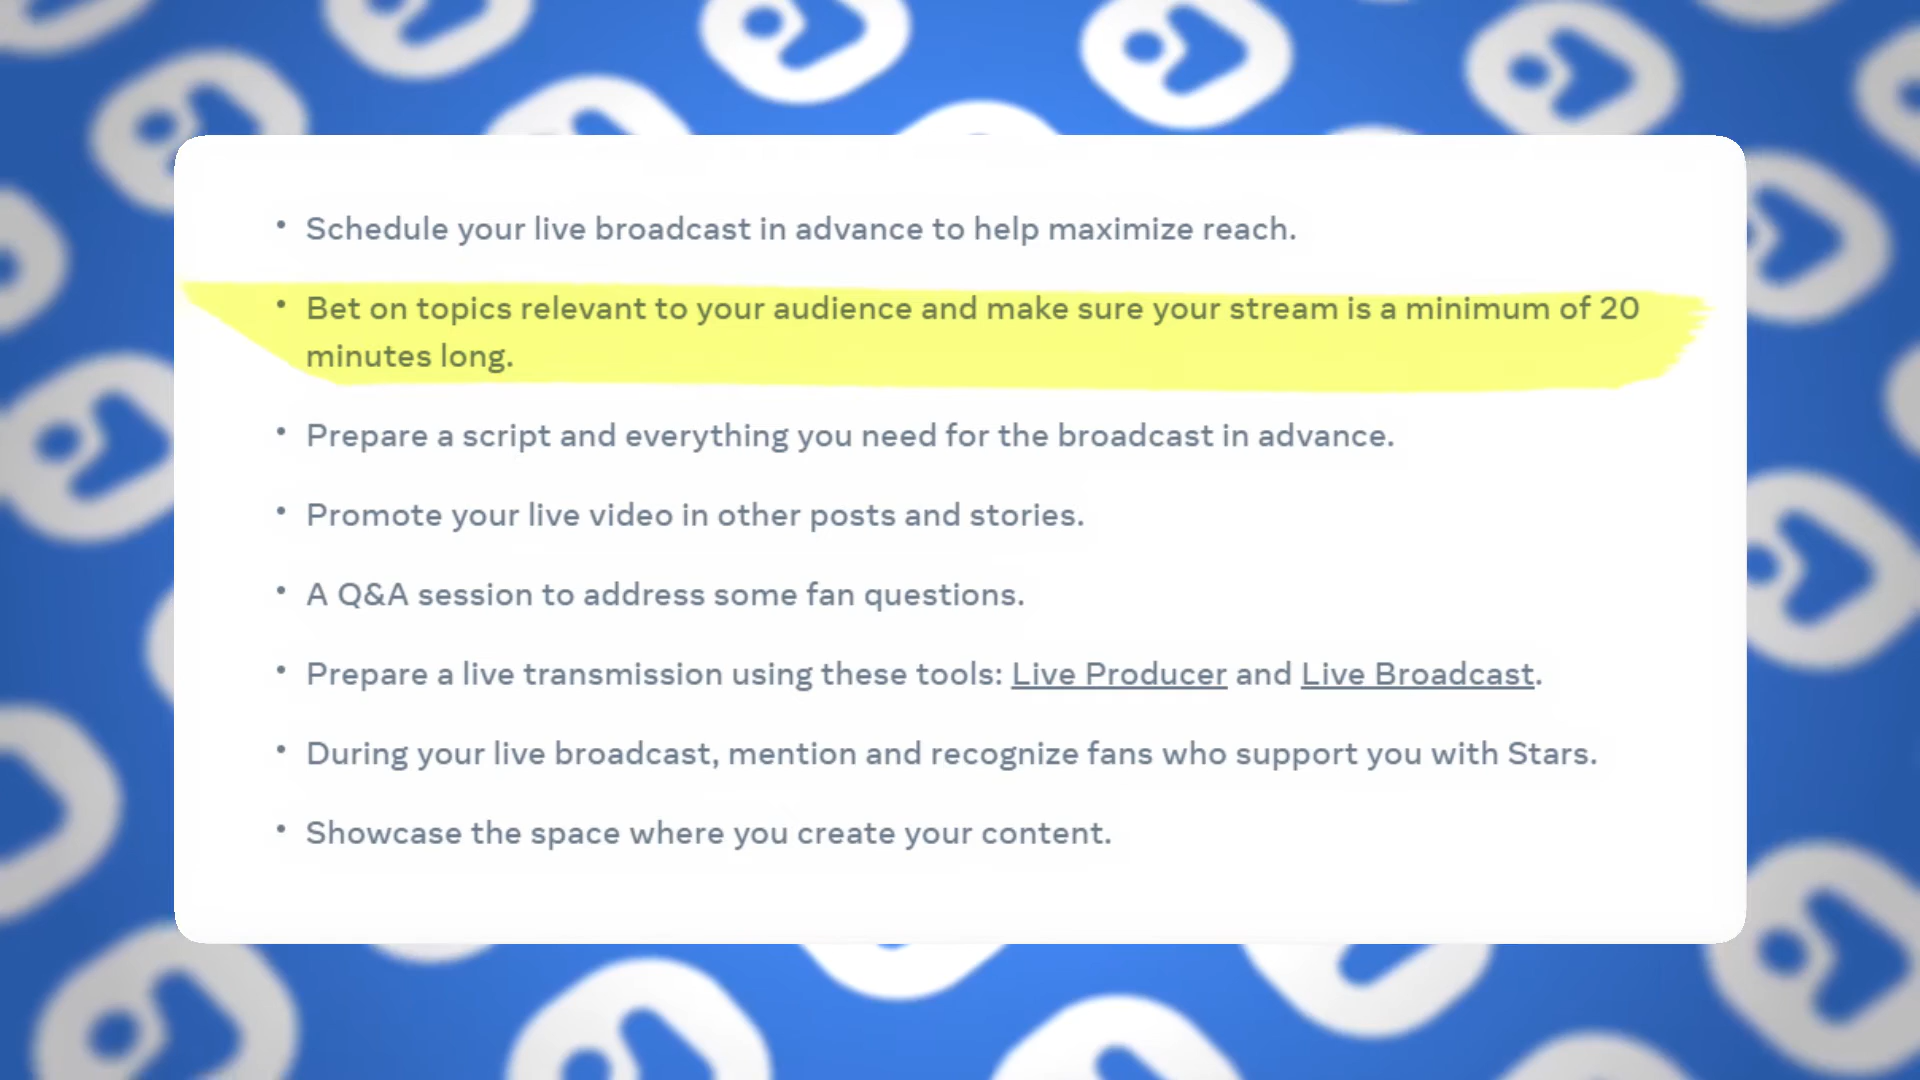 • Schedule your live broadcast in advance to help maximize reach.
• Bet on topics relevant to your audience and make sure your stream is a minimum of 20
minutes long.
• Prepare a script and everything you need for the broadcast in advance.
• Promote your live video in other posts and stories.
• A Q&A session to address some fan questions.
• Prepare a live transmission using these tools: Live Producer and Live Broadcast.
• During your live broadcast, mention and recognize fans who support you with Stars.
• Showcase the space where you create your content.